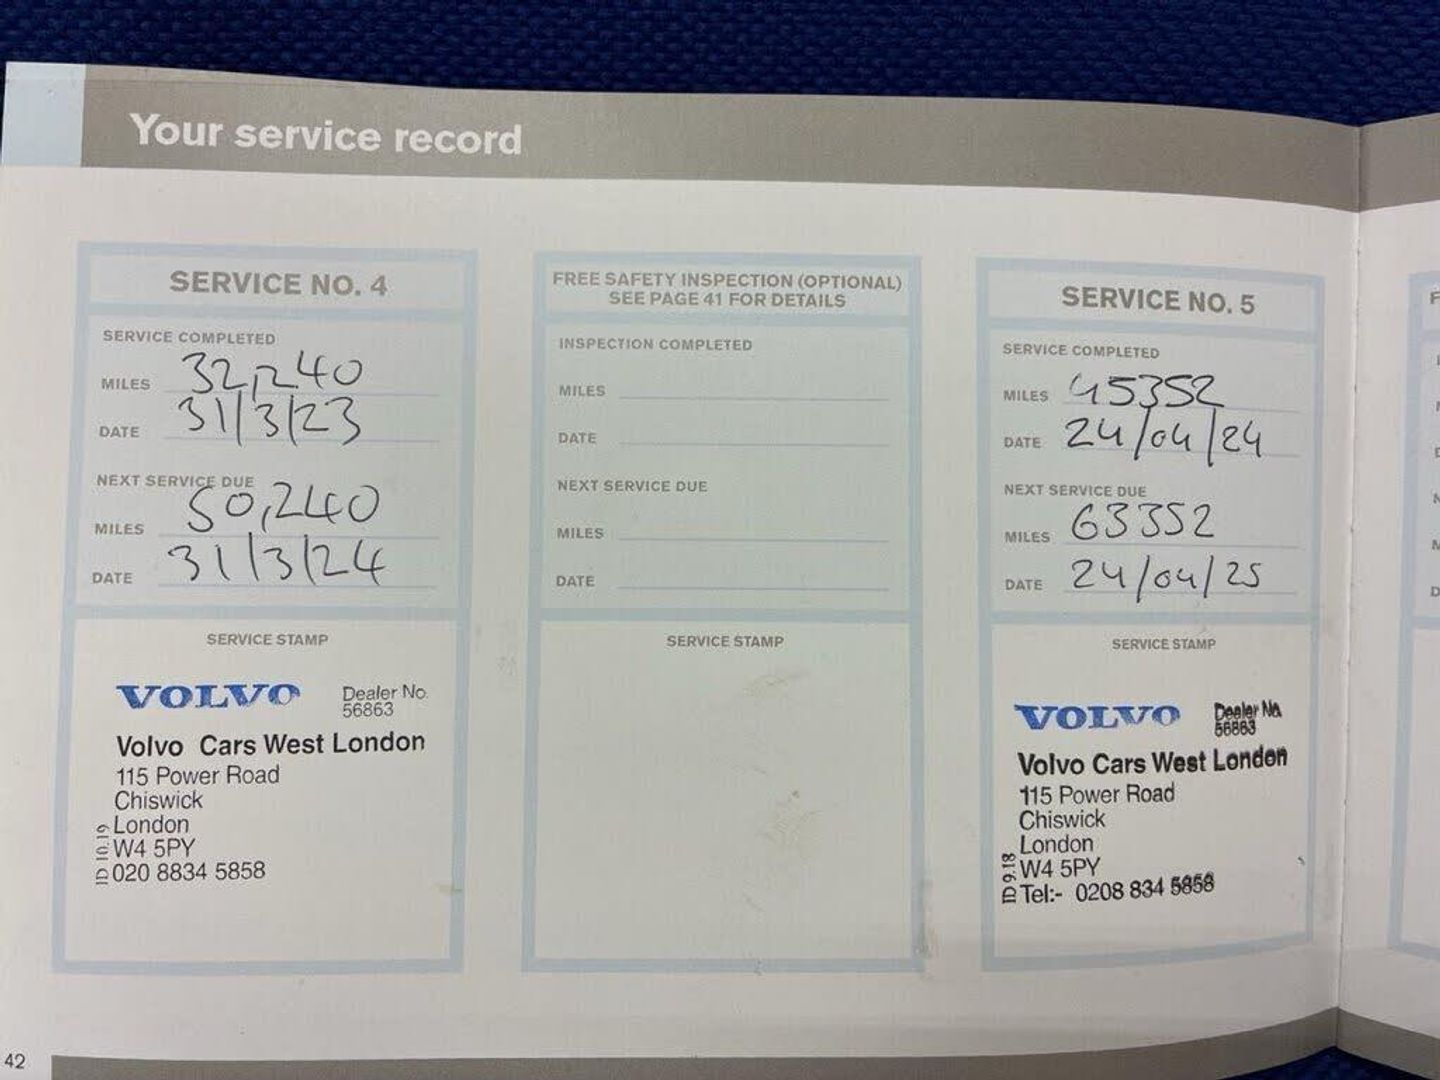 Your service record
SERVICE NO. 4
SERVICE COMPLETED
MILES 32,240
DATE 31/3/23
NEXT SERVICE DUE
MILES 50,240
DATE 31/3/24
SERVICE STAMP
VOLVO Dealer No.
56863
Volvo Cars West London
115 Power Road
Chiswick
London
W4 5PY
020 8834 5858
ID 10.19
FREE SAFETY INSPECTION (OPTIONAL)
SEE PAGE 41 FOR DETAILS
INSPECTION COMPLETED
MILES
DATE
NEXT SERVICE DUE
MILES
DATE
SERVICE STAMP
SERVICE NO. 5
SERVICE COMPLETED
MILES 45352
DATE 24/04/24
NEXT SERVICE DUE
MILES 63352
DATE 24/04/25
SERVICE STAMP
VOLVO Dealer No.
56863
Volvo Cars West London
115 Power Road
Chiswick
London
W4 5PY
Tel:- 0208 834 5858
ID 9.18
42